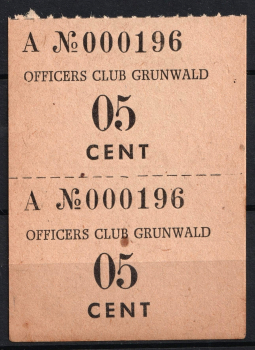 A №000196
OFFICERS CLUB GRUNWALD
05
CENT
A №000196
OFFICERS CLUB GRUNWALD
05
CENT